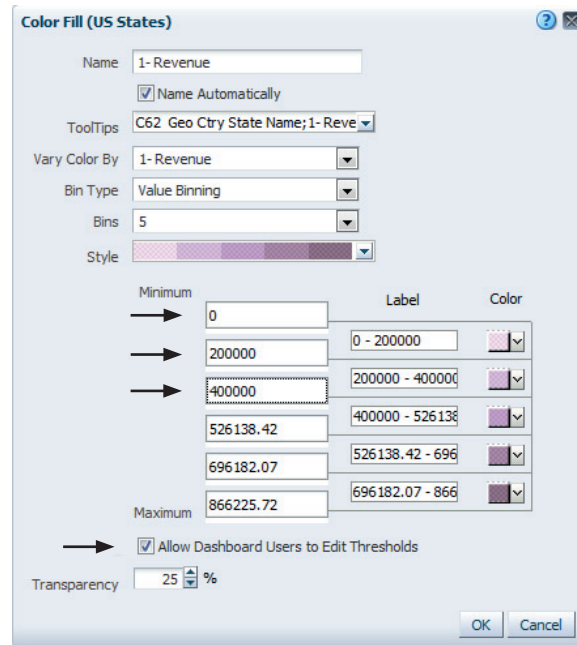 Color Fill (US States)
Name 1- Revenue
Name Automatically
ToolTips C62 Geo Ctry State Name;1- Reve
Vary Color By 1- Revenue
Bin Type Value Binning
Bins 5
Style
Minimum Label Color
0
0 - 200000
200000
200000 - 400000
400000
400000 - 526138
526138.42
526138.42 - 696
696182.07
696182.07 - 866
866225.72
Maximum
Allow Dashboard Users to Edit Thresholds
Transparency 25 %
OK Cancel